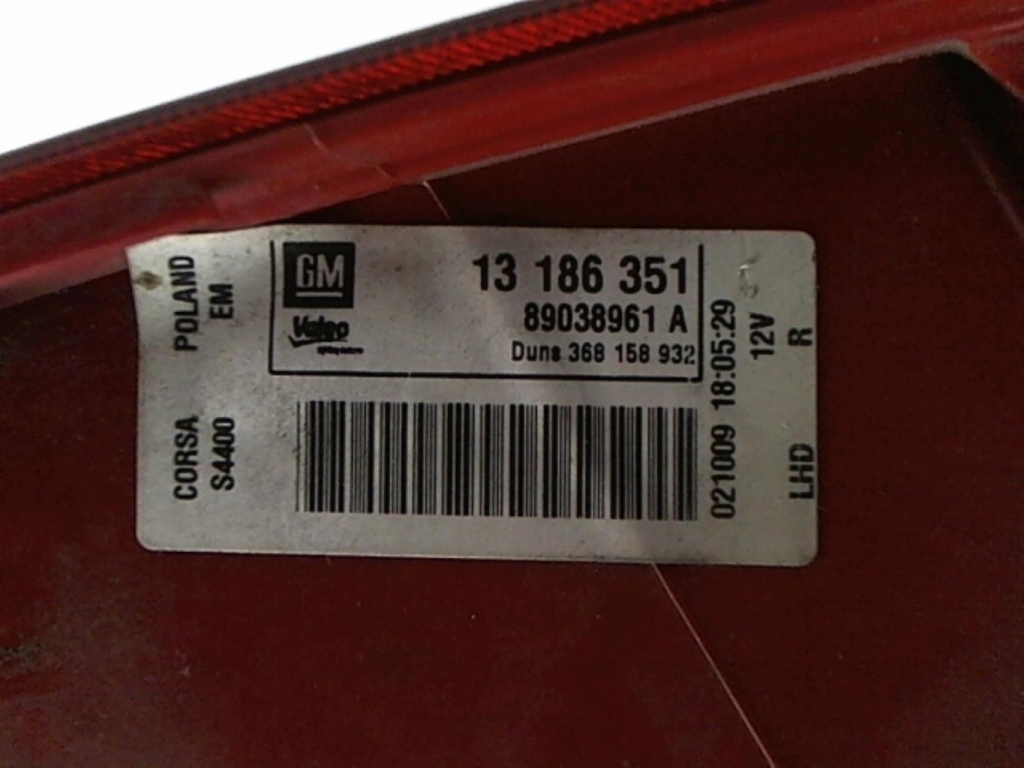 GM
13 186 351
Valeo
89038961 A
Duns 368 158 932
POLAND
EM
CORSA
S4400
021009 18:05:29
12V
LHD R